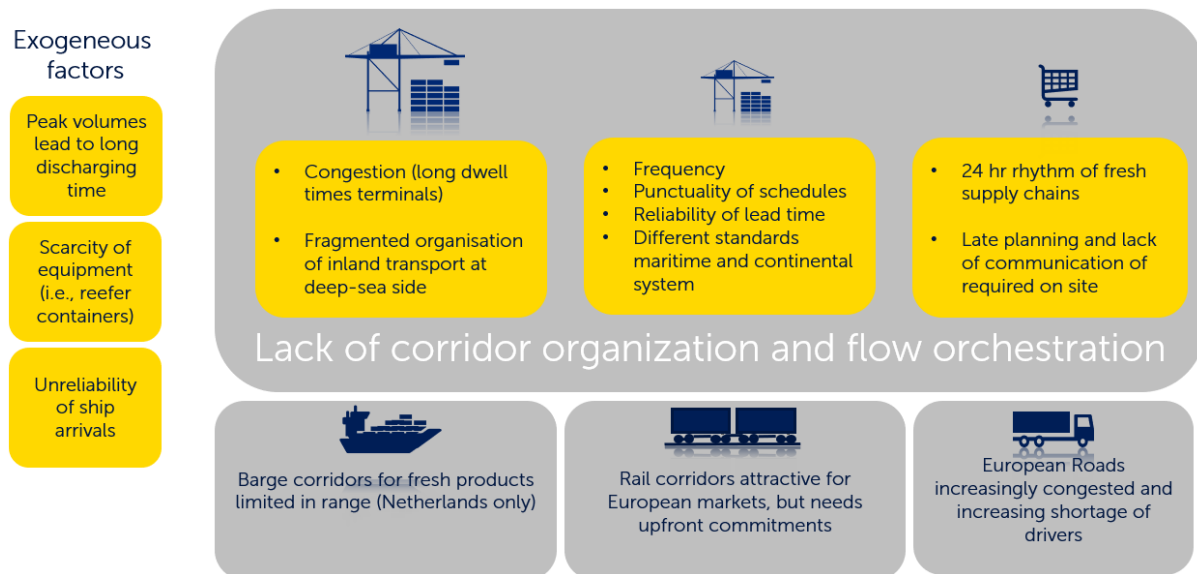 Exogeneous
factors
Peak volumes
lead to long
discharging
time
Scarcity of
equipment
(i.e., reefer
containers)
Unreliability
of ship
arrivals
• Congestion (long dwell
times terminals)
• Fragmented organisation
of inland transport at
deep-sea side
• Frequency
• Punctuality of schedules
• Reliability of lead time
• Different standards
maritime and continental
system
• 24 hr rhythm of fresh
supply chains
• Late planning and lack
of communication of
required on site
Lack of corridor organization and flow orchestration
Barge corridors for fresh products
limited in range (Netherlands only)
Rail corridors attractive for
European markets, but needs
upfront commitments
European Roads
increasingly congested and
increasing shortage of
drivers